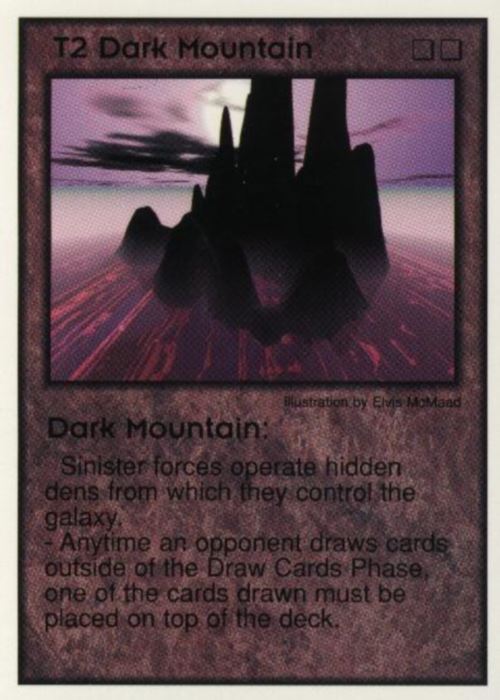 T2 Dark Mountain
Illustration by Elvis McMaad
Dark Mountain:
Sinister forces operate hidden
dens from which they control the
galaxy.
- Anytime an opponent draws cards
outside of the Draw Cards Phase,
one of the cards drawn must be
placed on top of the deck.